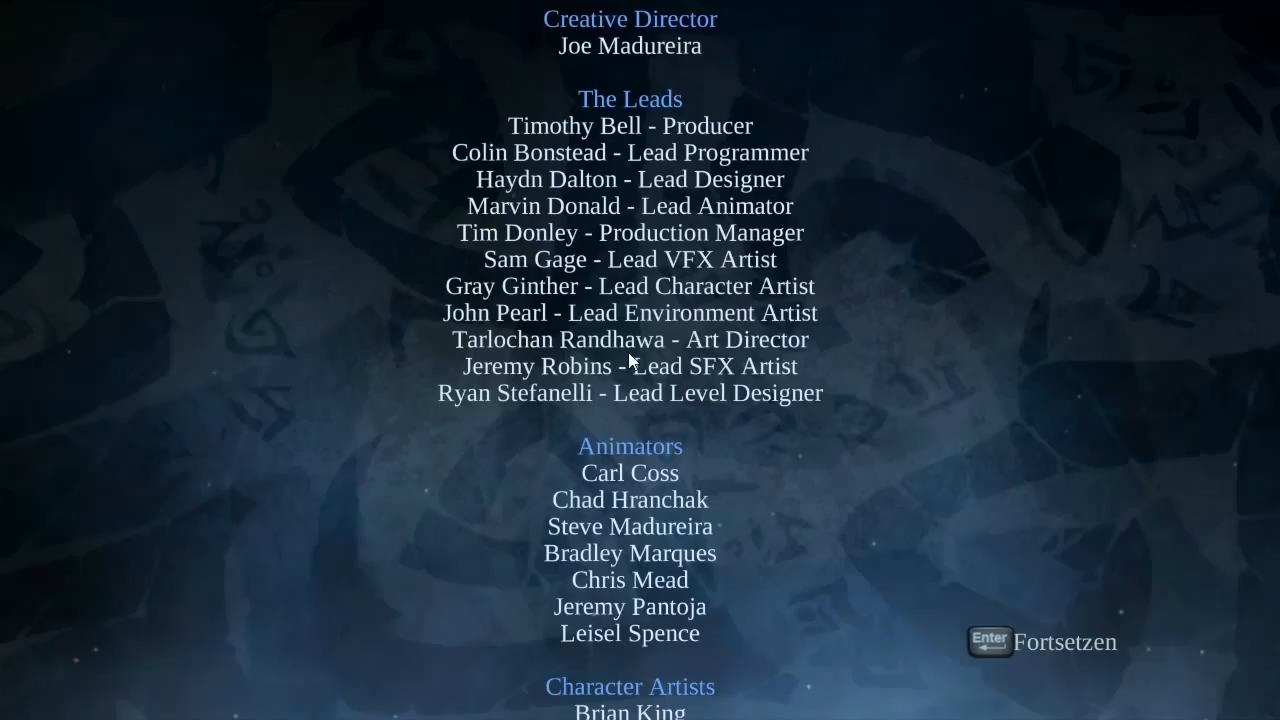 Creative Director
Joe Madureira
The Leads
Timothy Bell - Producer
Colin Bonstead - Lead Programmer
Haydn Dalton - Lead Designer
Marvin Donald - Lead Animator
Tim Donley - Production Manager
Sam Gage - Lead VFX Artist
Gray Ginther - Lead Character Artist
John Pearl - Lead Environment Artist
Tarlochan Randhawa - Art Director
Jeremy Robins - Lead SFX Artist
Ryan Stefanelli - Lead Level Designer
Animators
Carl Coss
Chad Hranchak
Steve Madureira
Bradley Marques
Chris Mead
Jeremy Pantoja
Leisel Spence
Enter Fortsetzen
Character Artists
Brian King